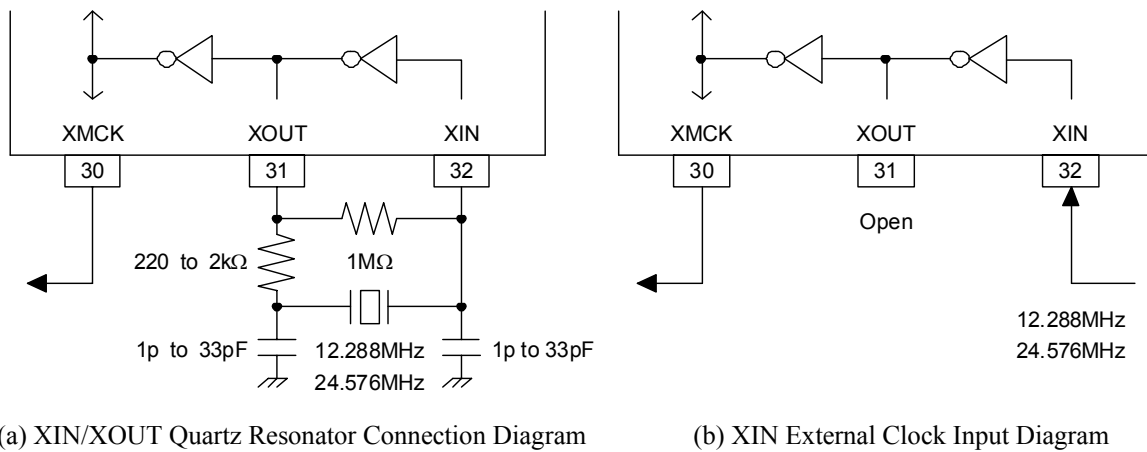 XMCK XOUT XIN
30 31 32
220 to 2kΩ
1MΩ
1p to 33pF
12.288MHz
24.576MHz
1p to 33pF
(a) XIN/XOUT Quartz Resonator Connection Diagram
XMCK XOUT XIN
30 31 32
Open
12.288MHz
24.576MHz
(b) XIN External Clock Input Diagram